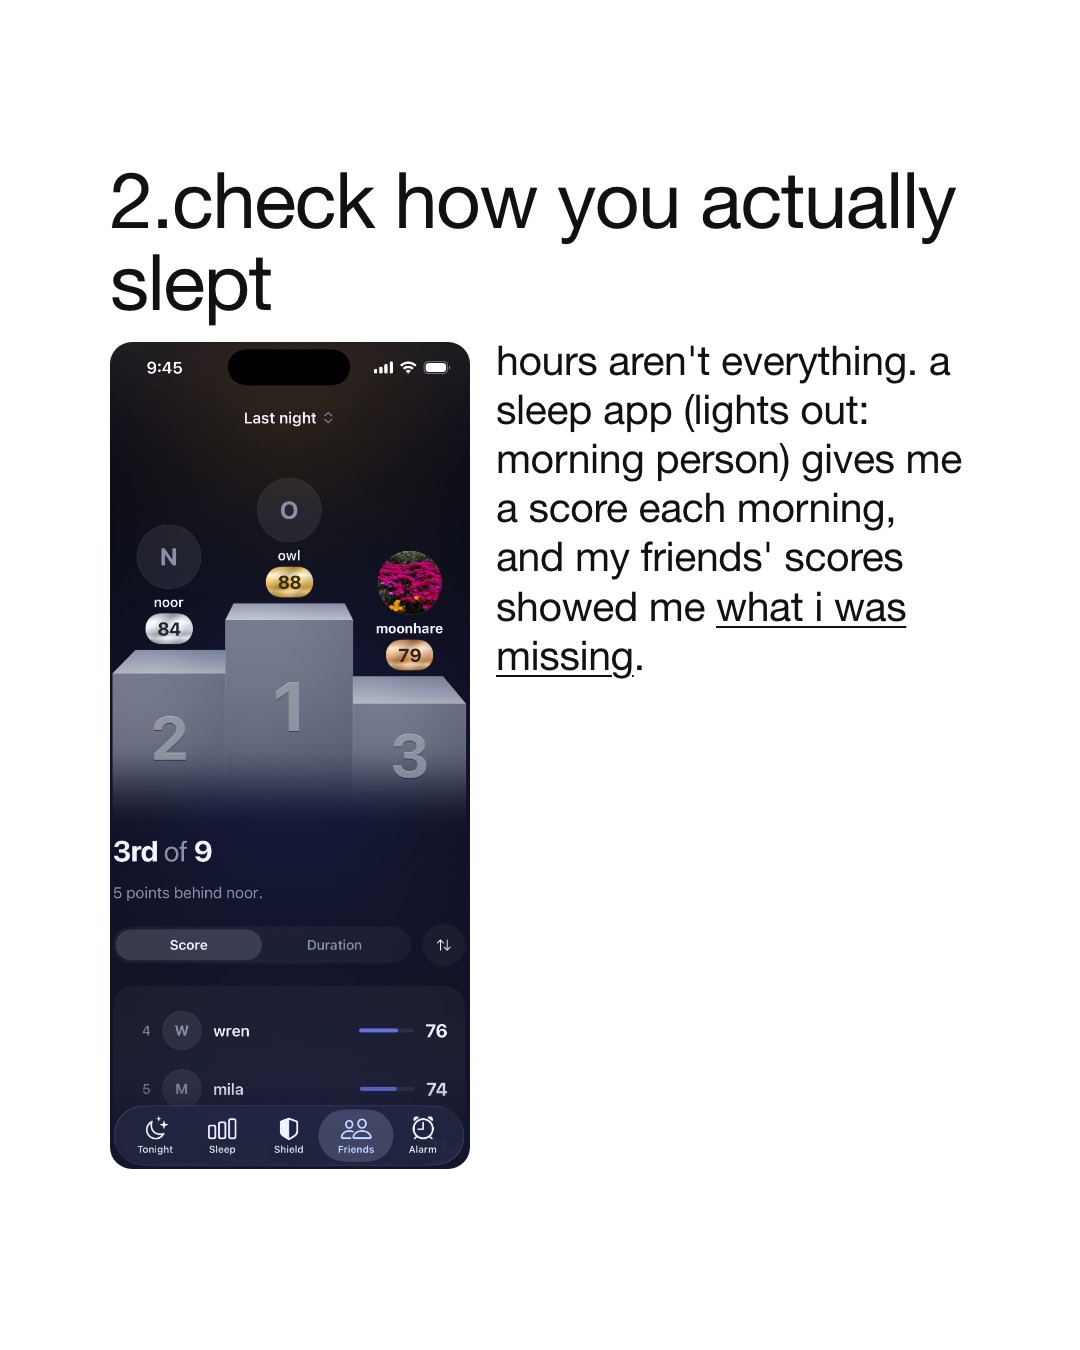 2.check how you actually
slept
9:45
Last night
O
owl
88
N
noor
84
moonhare
79
1
2
3
3rd of 9
5 points behind noor.
Score Duration
4 W wren 76
5 M mila 74
Tonight Sleep Shield Friends Alarm
hours aren't everything. a
sleep app (lights out:
morning person) gives me
a score each morning,
and my friends' scores
showed me what i was
missing.